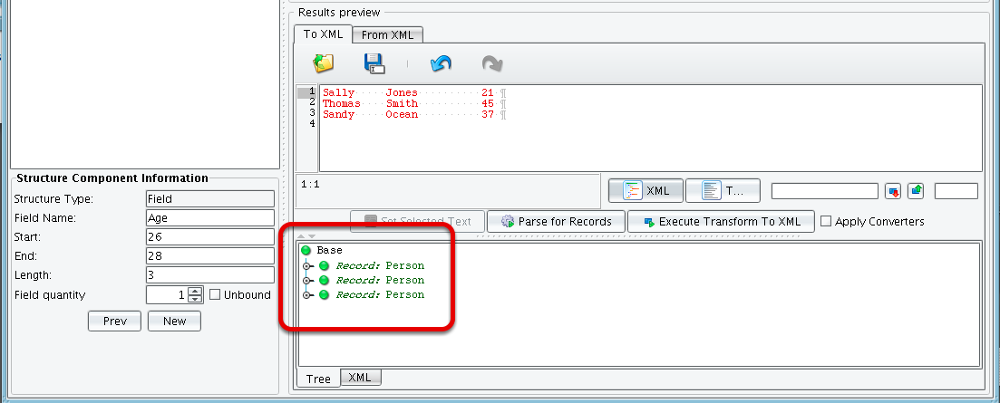 Results preview
To XML
From XML
1 Sally Jones 21 ¶
2 Thomas Smith 45 ¶
3 Sandy Ocean 37 ¶
4
1:1
XML
T...
Set Selected Text
Parse for Records
Execute Transform To XML
Apply Converters
Structure Component Information
Structure Type: Field
Field Name: Age
Start: 26
End: 28
Length: 3
Field quantity 1 Unbound
Prev New
Base
Record: Person
Record: Person
Record: Person
Tree
XML